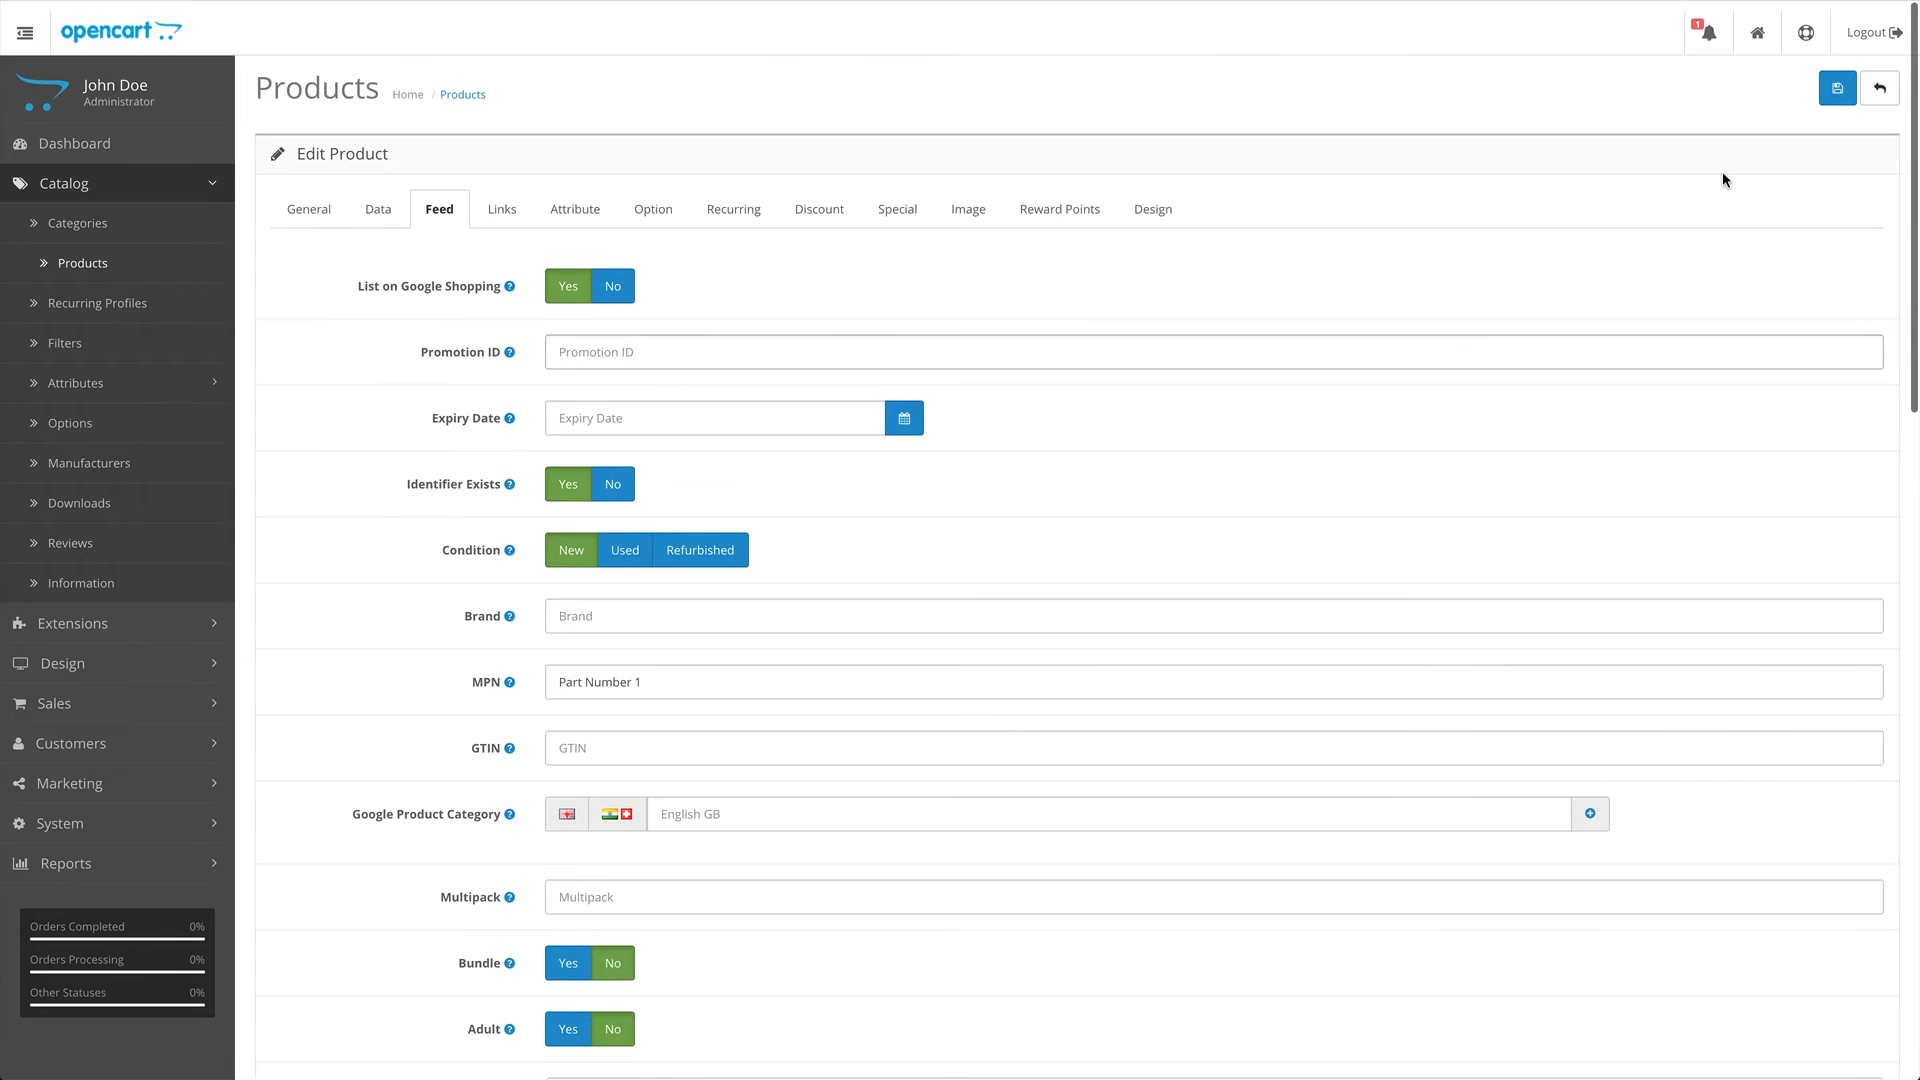 opencart
1
Logout
John Doe
Administrator
Dashboard
Catalog
Categories
Products
Recurring Profiles
Filters
Attributes
Options
Manufacturers
Downloads
Reviews
Information
Extensions
Design
Sales
Customers
Marketing
System
Reports
Orders Completed 0%
Orders Processing 0%
Other Statuses 0%
Products Home / Products
Edit Product
General Data Feed Links Attribute Option Recurring Discount Special Image Reward Points Design
List on Google Shopping ? Yes No
Promotion ID ? Promotion ID
Expiry Date ? Expiry Date
Identifier Exists ? Yes No
Condition ? New Used Refurbished
Brand ? Brand
MPN ? Part Number 1
GTIN ? GTIN
Google Product Category ? English GB
Multipack ? Multipack
Bundle ? Yes No
Adult ? Yes No